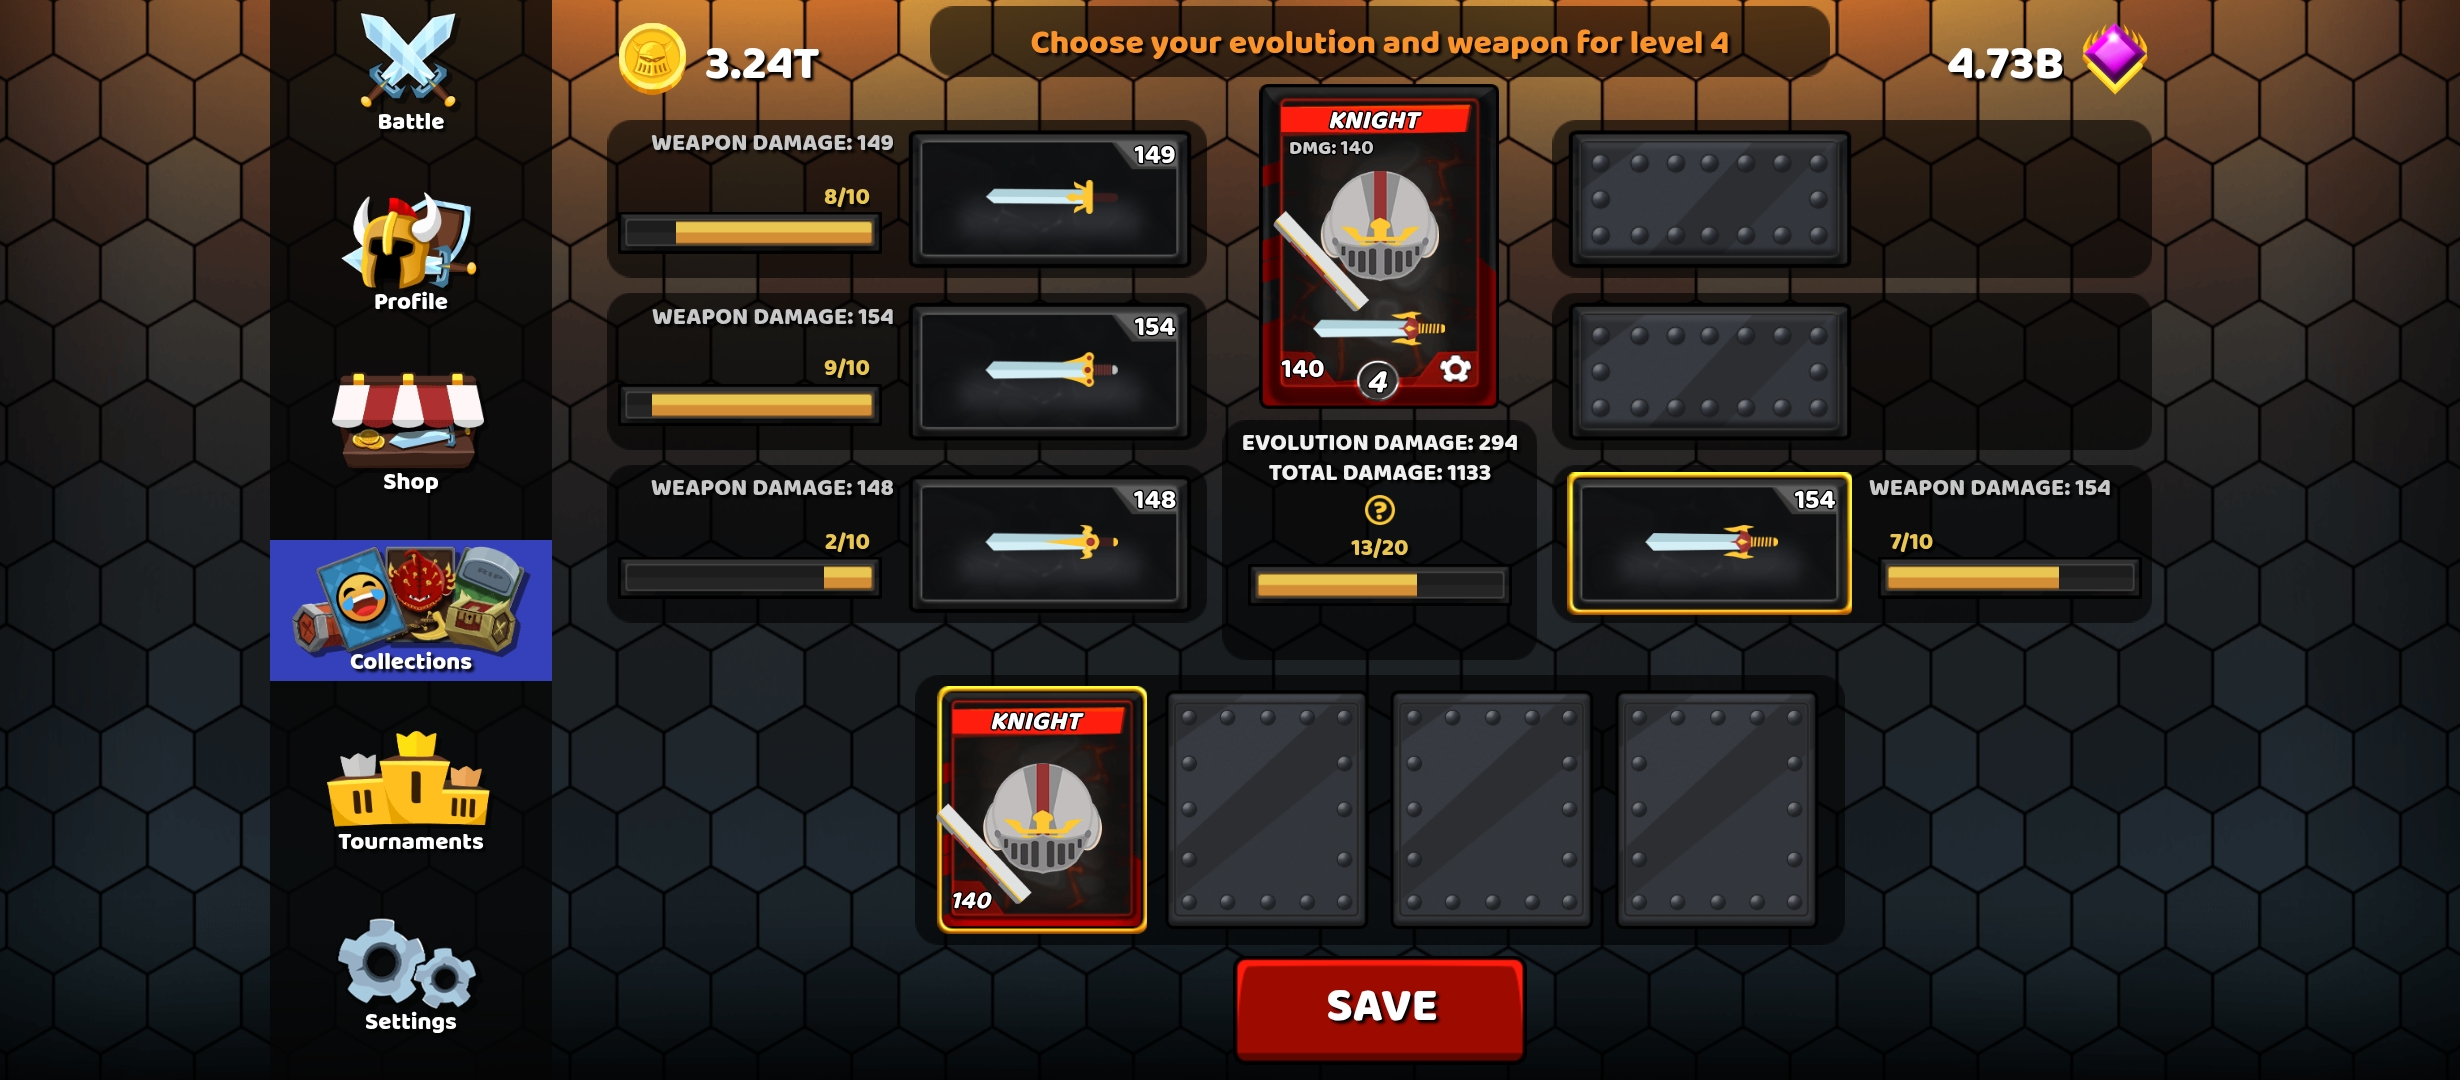 Battle
Profile
Shop
Collections
Tournaments
Settings
3.24T
Choose your evolution and weapon for level 4
4.73B
WEAPON DAMAGE: 149
8/10
149
WEAPON DAMAGE: 154
9/10
154
WEAPON DAMAGE: 148
2/10
148
KNIGHT
DMG: 140
140
4
EVOLUTION DAMAGE: 294
TOTAL DAMAGE: 1133
?
13/20
154
WEAPON DAMAGE: 154
7/10
KNIGHT
140
SAVE